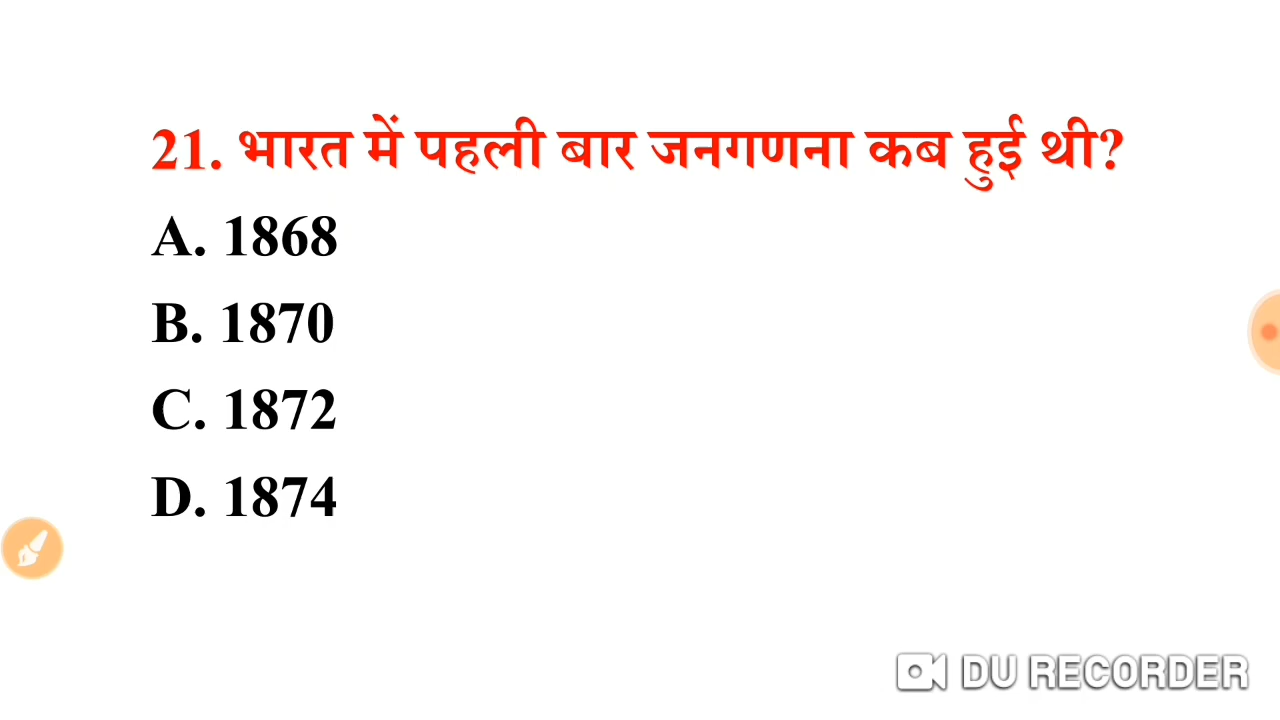 21. भारत में पहली बार जनगणना कब हुई थी?
A. 1868
B. 1870
C. 1872
D. 1874
DU RECORDER